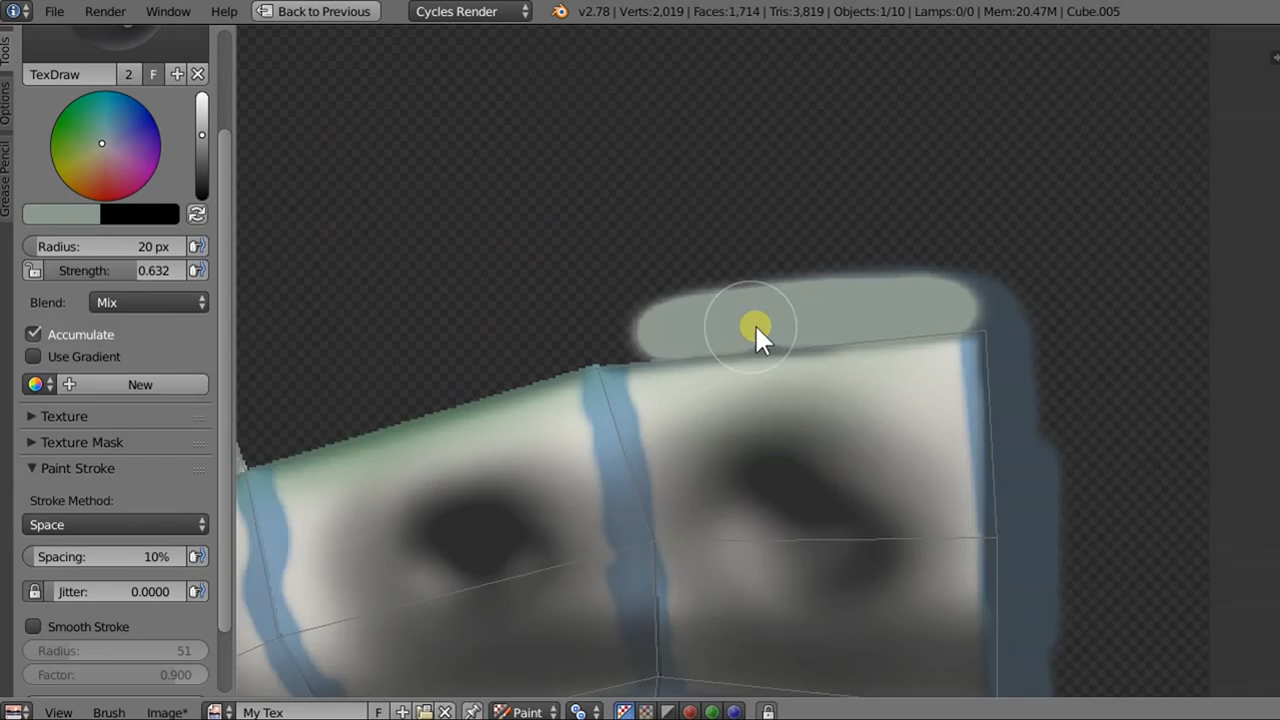 File Render Window Help Back to Previous Cycles Render v2.78 | Verts:2,019 | Faces:1,714 | Tris:3,819 | Objects:1/10 | Lamps:0/0 | Mem:20.47M | Cube.005
Tools
Options
Grease Pencil
TexDraw 2 F
Radius: 20 px
Strength: 0.632
Blend: Mix
Accumulate
Use Gradient
New
Texture
Texture Mask
Paint Stroke
Stroke Method:
Space
Spacing: 10%
Jitter: 0.0000
Smooth Stroke
Radius: 51
Factor: 0.900
View Brush Image* My Tex F Paint